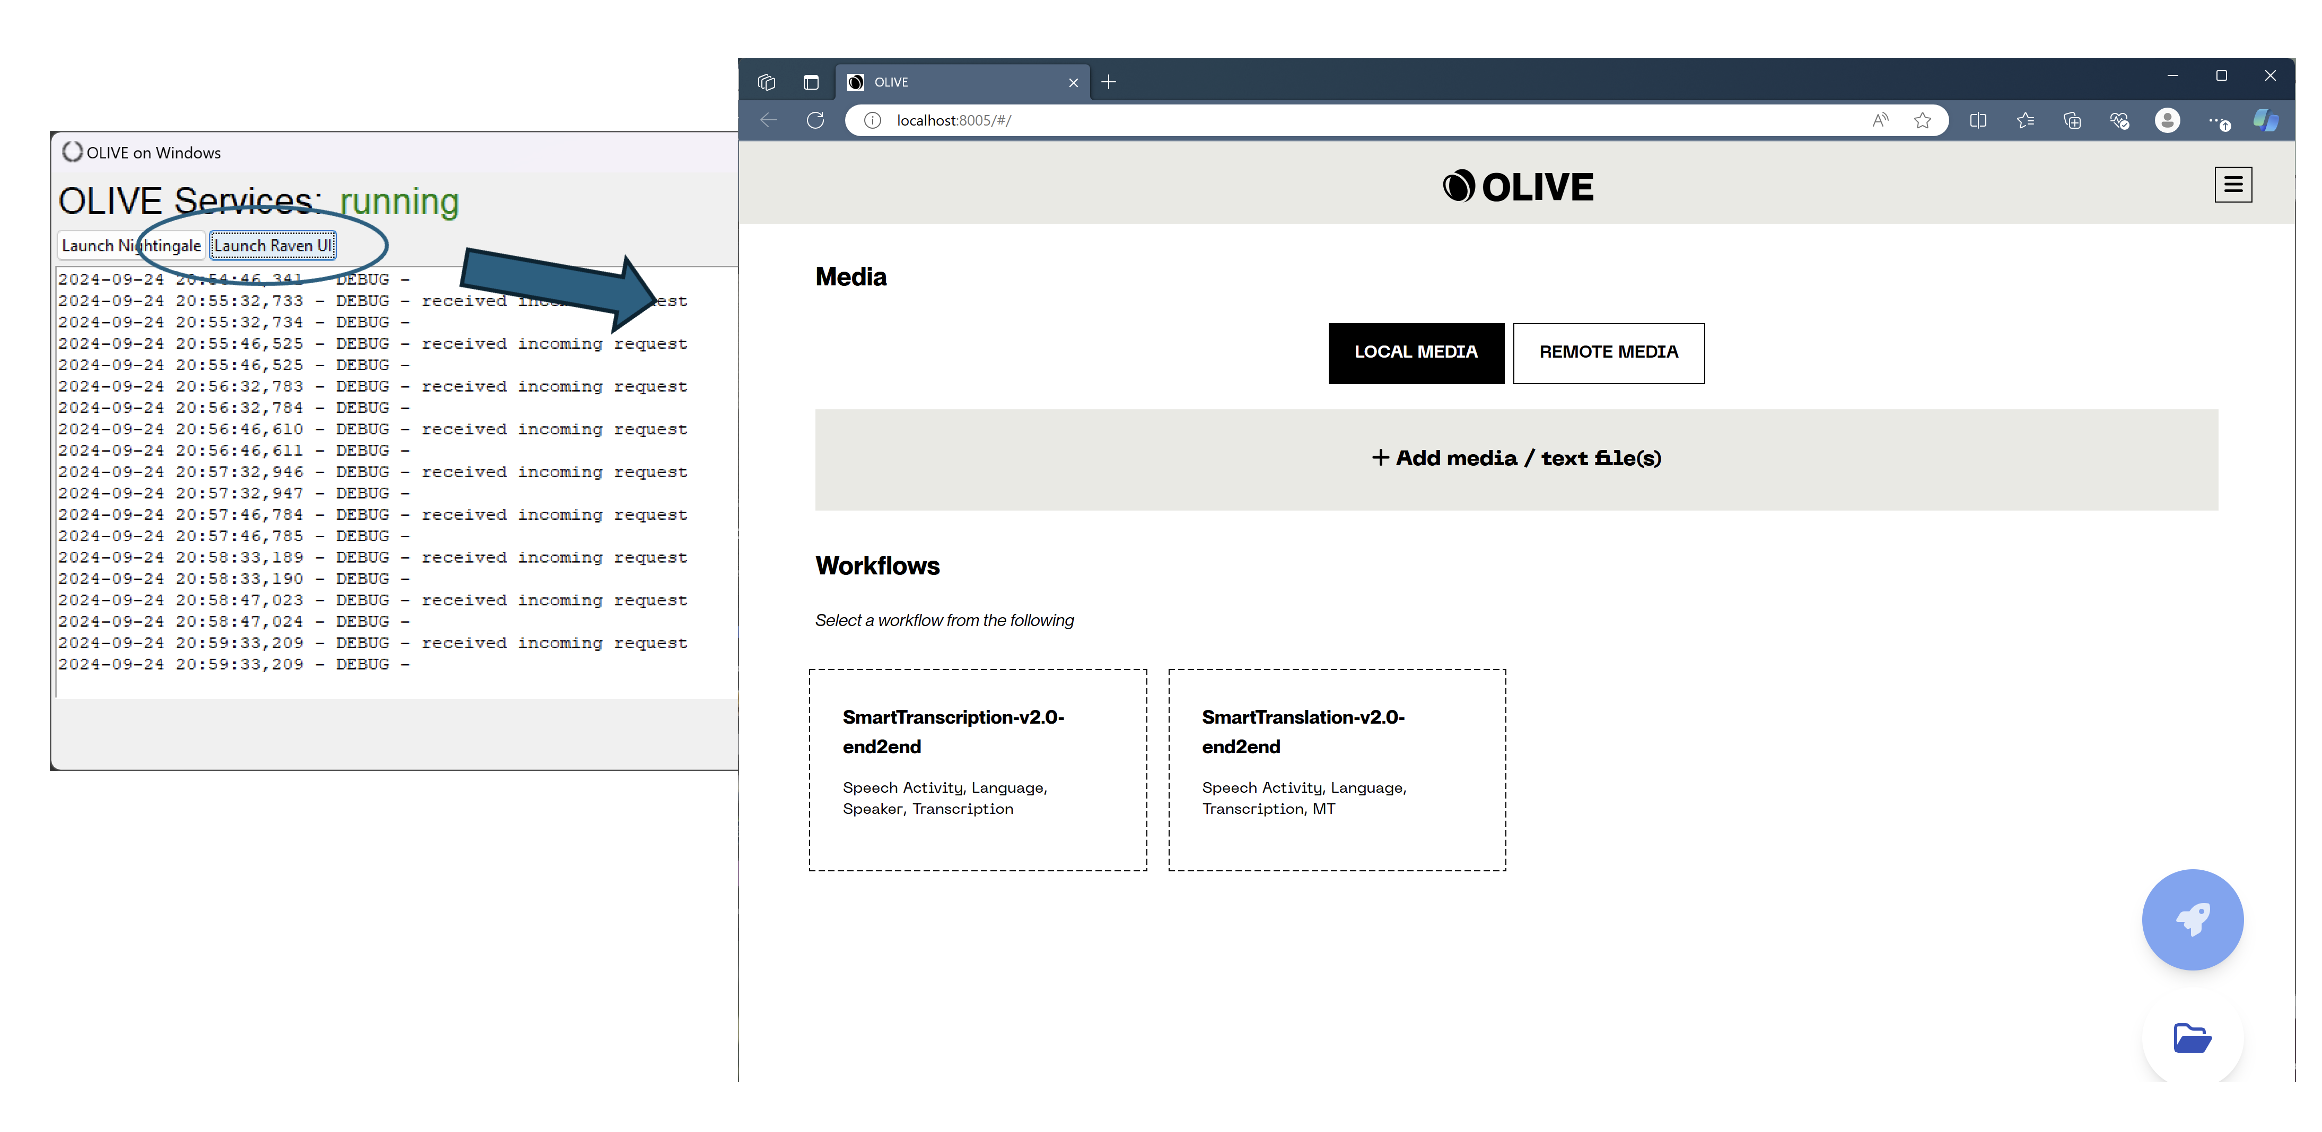 OLIVE on Windows
OLIVE Services: running
Launch Nightingale Launch Raven UI
2024-09-24 20:54:46,341 - DEBUG -
2024-09-24 20:55:32,733 - DEBUG - received incoming request
2024-09-24 20:55:32,734 - DEBUG -
2024-09-24 20:55:46,525 - DEBUG - received incoming request
2024-09-24 20:55:46,525 - DEBUG -
2024-09-24 20:56:32,783 - DEBUG - received incoming request
2024-09-24 20:56:32,784 - DEBUG -
2024-09-24 20:56:46,610 - DEBUG - received incoming request
2024-09-24 20:56:46,611 - DEBUG -
2024-09-24 20:57:32,946 - DEBUG - received incoming request
2024-09-24 20:57:32,947 - DEBUG -
2024-09-24 20:57:46,784 - DEBUG - received incoming request
2024-09-24 20:57:46,785 - DEBUG -
2024-09-24 20:58:33,189 - DEBUG - received incoming request
2024-09-24 20:58:33,190 - DEBUG -
2024-09-24 20:58:47,023 - DEBUG - received incoming request
2024-09-24 20:58:47,024 - DEBUG -
2024-09-24 20:59:33,209 - DEBUG - received incoming request
2024-09-24 20:59:33,209 - DEBUG -
OLIVE
localhost:8005/#/
OLIVE
Media
LOCAL MEDIA REMOTE MEDIA
+ Add media / text file(s)
Workflows
Select a workflow from the following
SmartTranscription-v2.0-
end2end
Speech Activity, Language,
Speaker, Transcription
SmartTranslation-v2.0-
end2end
Speech Activity, Language,
Transcription, MT